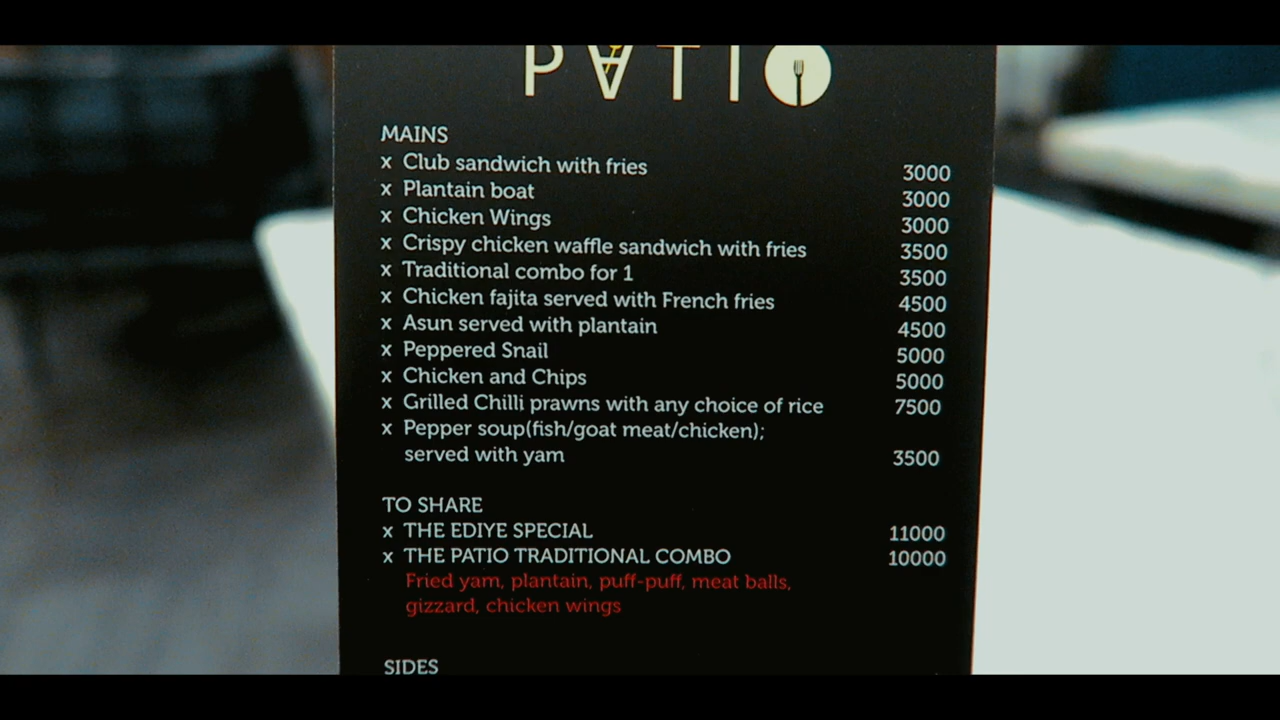 PATIO
MAINS
x Club sandwich with fries 3000
x Plantain boat 3000
x Chicken Wings 3000
x Crispy chicken waffle sandwich with fries 3500
x Traditional combo for 1 3500
x Chicken fajita served with French fries 4500
x Asun served with plantain 4500
x Peppered Snail 5000
x Chicken and Chips 5000
x Grilled Chilli prawns with any choice of rice 7500
x Pepper soup(fish/goat meat/chicken);
served with yam 3500
TO SHARE
x THE EDIYE SPECIAL 11000
x THE PATIO TRADITIONAL COMBO 10000
Fried yam, plantain, puff-puff, meat balls,
gizzard, chicken wings
SIDES